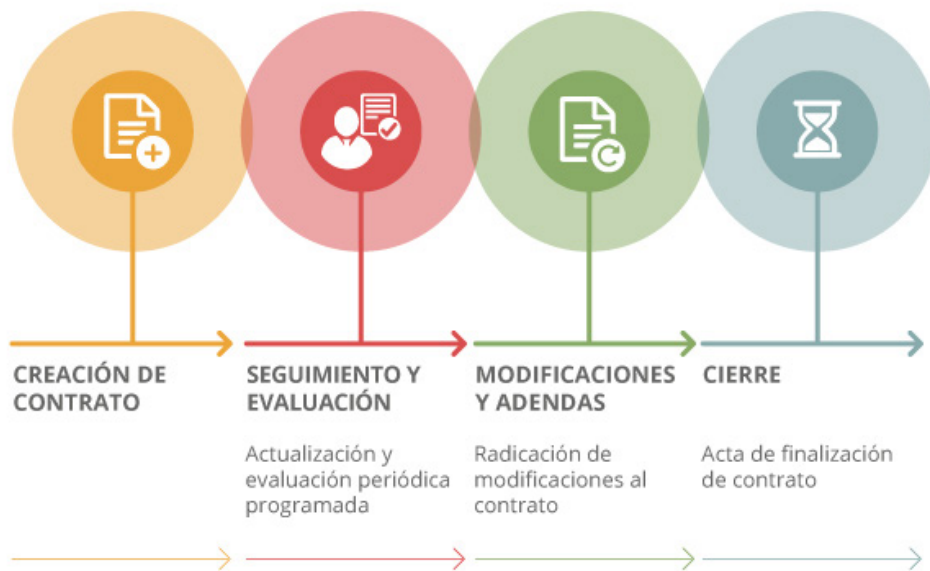 CREACIÓN DE
CONTRATO
SEGUIMIENTO Y
EVALUACIÓN
Actualización y
evaluación periódica
programada
MODIFICACIONES
Y ADENDAS
Radicación de
modificaciones al
contrato
CIERRE
Acta de finalización
de contrato